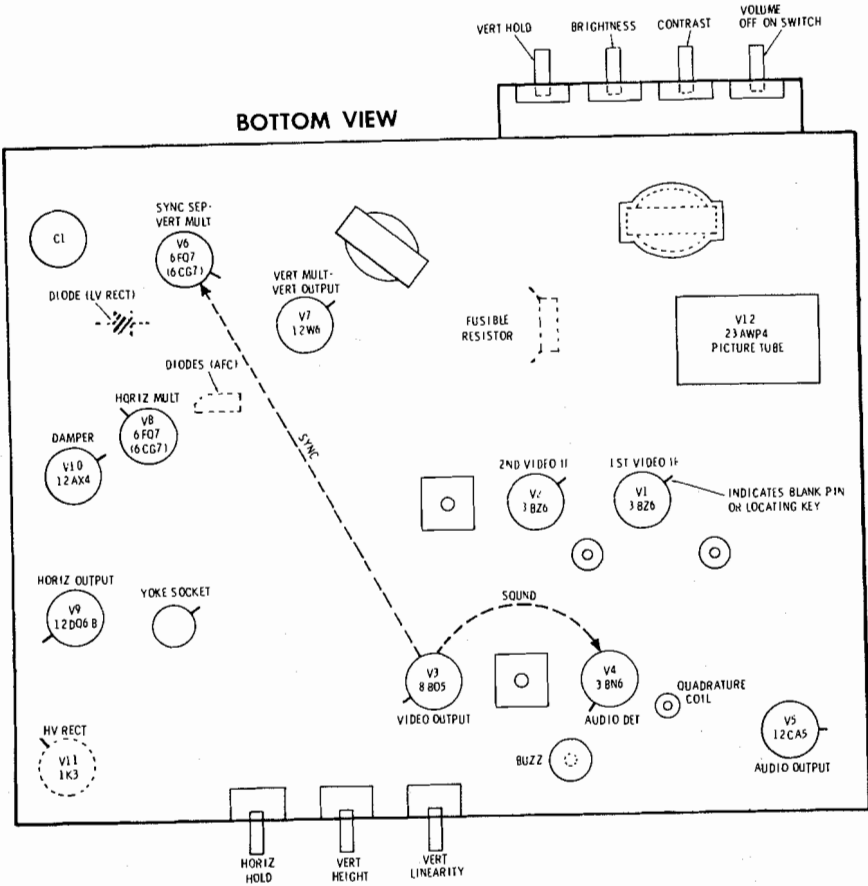 VERT HOLD
BRIGHTNESS
CONTRAST
VOLUME
OFF ON SWITCH
BOTTOM VIEW
SYNC SEP-
VERT MULT
C1
V6
6FQ7
(6CG7)
VERT MULT-
VERT OUTPUT
V7
12W6
DIODE (LV RECT)
FUSIBLE
RESISTOR
V12
23AWP4
PICTURE TUBE
DIODES (AFC)
HORIZ MULT
V8
6FQ7
(6CG7)
SYNC
DAMPER
V10
12AX4
2ND VIDEO IF
V2
3BZ6
1ST VIDEO IF
V1
3BZ6
INDICATES BLANK PIN
OR LOCATING KEY
HORIZ OUTPUT
V9
12DQ6B
YOKE SOCKET
SOUND
V3
8BQ5
VIDEO OUTPUT
V4
3BN6
AUDIO DET
QUADRATURE
COIL
V5
12CA5
AUDIO OUTPUT
HV RECT
V11
1K3
BUZZ
HORIZ
HOLD
VERT
HEIGHT
VERT
LINEARITY